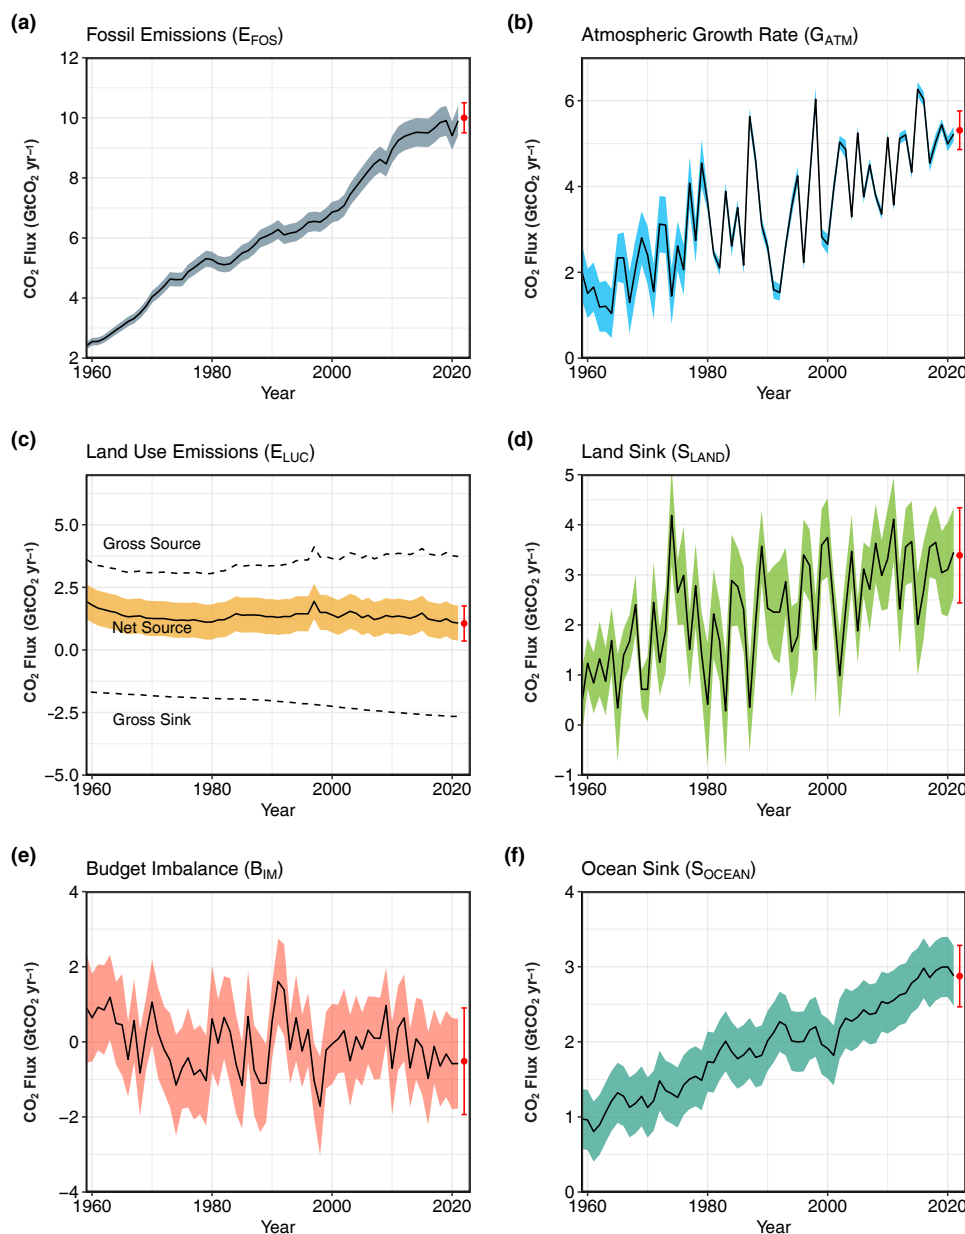 (a)
Fossil Emissions (E_FOS)
CO2 Flux (GtCO2 yr−1)
12
10
8
6
4
2
1960 1980 2000 2020
Year
(b)
Atmospheric Growth Rate (G_ATM)
CO2 Flux (GtCO2 yr−1)
6
4
2
0
1960 1980 2000 2020
Year
(c)
Land Use Emissions (E_LUC)
CO2 Flux (GtCO2 yr−1)
5.0
2.5
0.0
−2.5
−5.0
Gross Source
Net Source
Gross Sink
1960 1980 2000 2020
Year
(d)
Land Sink (S_LAND)
CO2 Flux (GtCO2 yr−1)
5
4
3
2
1
0
−1
1960 1980 2000 2020
Year
(e)
Budget Imbalance (B_IM)
CO2 Flux (GtCO2 yr−1)
4
2
0
−2
−4
1960 1980 2000 2020
Year
(f)
Ocean Sink (S_OCEAN)
CO2 Flux (GtCO2 yr−1)
4
3
2
1
0
1960 1980 2000 2020
Year